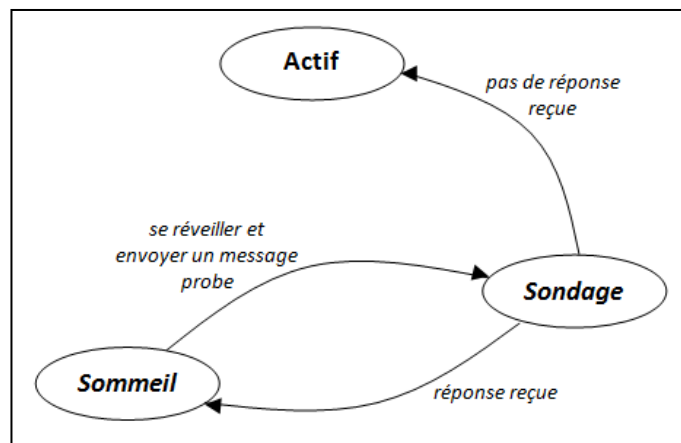 Actif
pas de réponse
reçue
se réveiller et
envoyer un message
probe
Sondage
Sommeil
réponse reçue